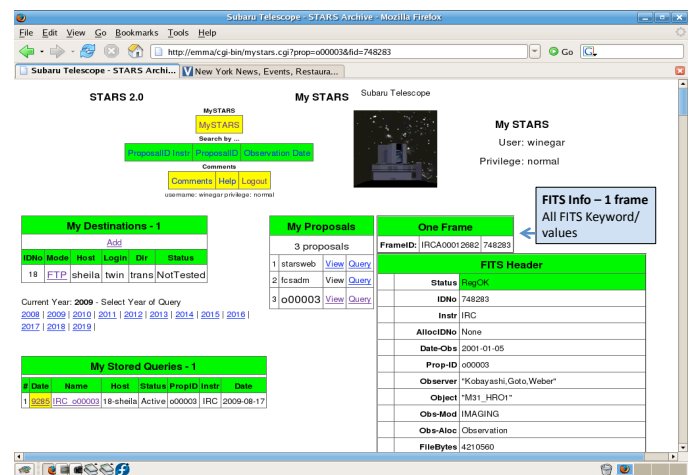 Subaru Telescope - STARS Archive - Mozilla Firefox
File Edit View Go Bookmarks Tools Help
http://emma/cgi-bin/mystars.cgi?prop=o00003&fid=748283
Go
G
Subaru Telescope - STARS Archi...
New York News, Events, Restaura...
STARS 2.0
MySTARS
MySTARS
Search by ...
ProposalID Instr ProposalID Observation Date
Comments
Comments Help Logout
username: winegar privilege: normal
My STARS
Subaru Telescope
My STARS
User: winegar
Privilege: normal
FITS Info – 1 frame
All FITS Keyword/
values
My Destinations - 1
Add
IDNo Mode Host Login Dir Status
18 FTP sheila twin trans NotTested
Current Year: 2009 - Select Year of Query
2008 | 2009 | 2010 | 2011 | 2012 | 2013 | 2014 | 2015 | 2016 |
2017 | 2018 | 2019 |
My Stored Queries - 1
# Date Name Host Status PropID Instr Date
1 9285 IRC_o00003 18-sheila Active o00003 IRC 2009-08-17
My Proposals
3 proposals
1 starsweb View Query
2 fcsadm View Query
3 o00003 View Query
One Frame
FrameID: IRCA00012682 748283
FITS Header
Status RegOK
IDNo 748283
Instr IRC
AllocIDNo None
Date-Obs 2001-01-05
Prop-ID o00003
Observer "Kobayashi,Goto,Weber"
Object "M31_HRO1"
Obs-Mod IMAGING
Obs-Aloc Observation
FileBytes 4210560